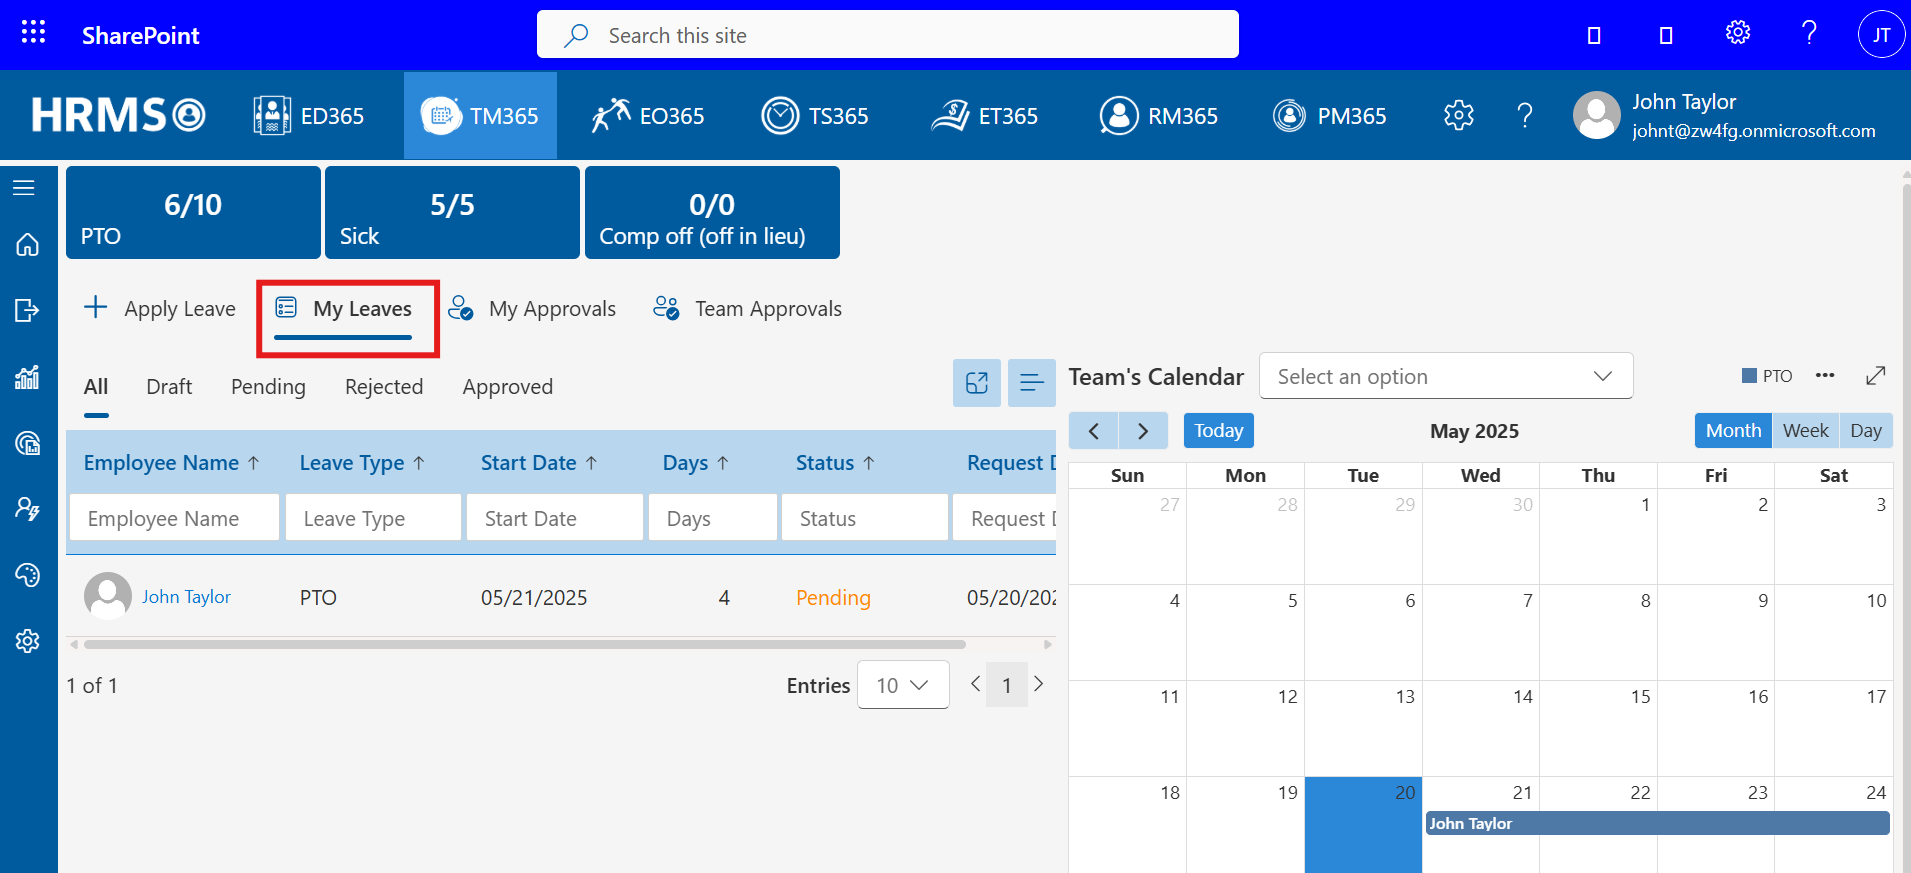 SharePoint
Search this site
JT
HRMS
ED365
TM365
EO365
TS365
ET365
RM365
PM365
John Taylor
johnt@zw4fg.onmicrosoft.com
6/10
PTO
5/5
Sick
0/0
Comp off (off in lieu)
Apply Leave
My Leaves
My Approvals
Team Approvals
All
Draft
Pending
Rejected
Approved
Employee Name
Leave Type
Start Date
Days
Status
Request D
Employee Name
Leave Type
Start Date
Days
Status
Request D
John Taylor
PTO
05/21/2025
4
Pending
05/20/202
1 of 1
Entries
10
1
Team's Calendar
Select an option
PTO
Today
May 2025
Month
Week
Day
Sun Mon Tue Wed Thu Fri Sat
27 28 29 30 1 2 3
4 5 6 7 8 9 10
11 12 13 14 15 16 17
18 19 20 21 22 23 24
John Taylor